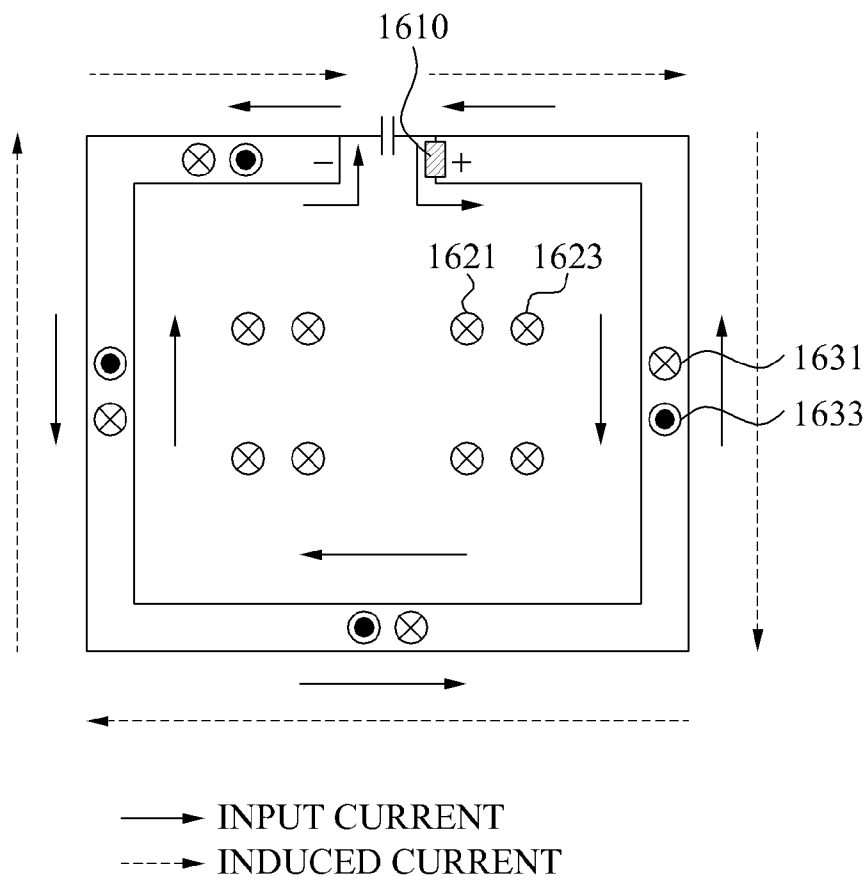 1610
− +
1621 1623
1631
1633
INPUT CURRENT
INDUCED CURRENT